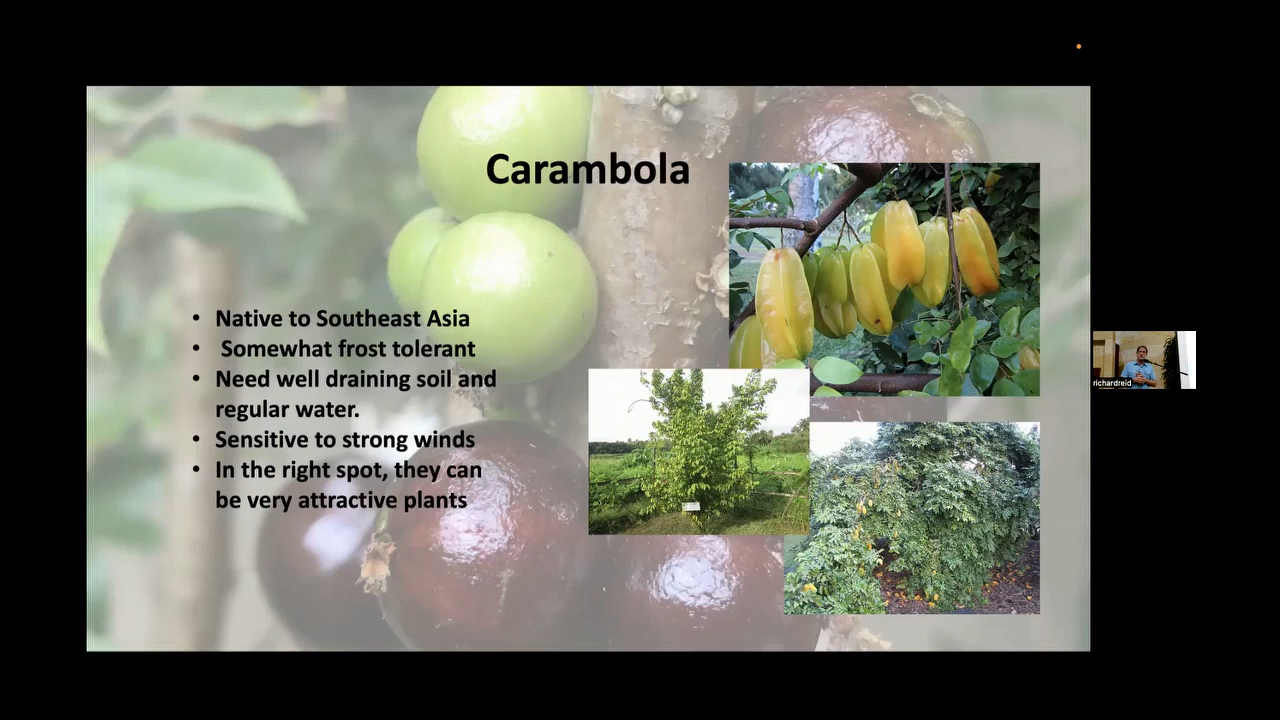 Carambola
• Native to Southeast Asia
• Somewhat frost tolerant
• Need well draining soil and
regular water.
• Sensitive to strong winds
• In the right spot, they can
be very attractive plants
richardreid